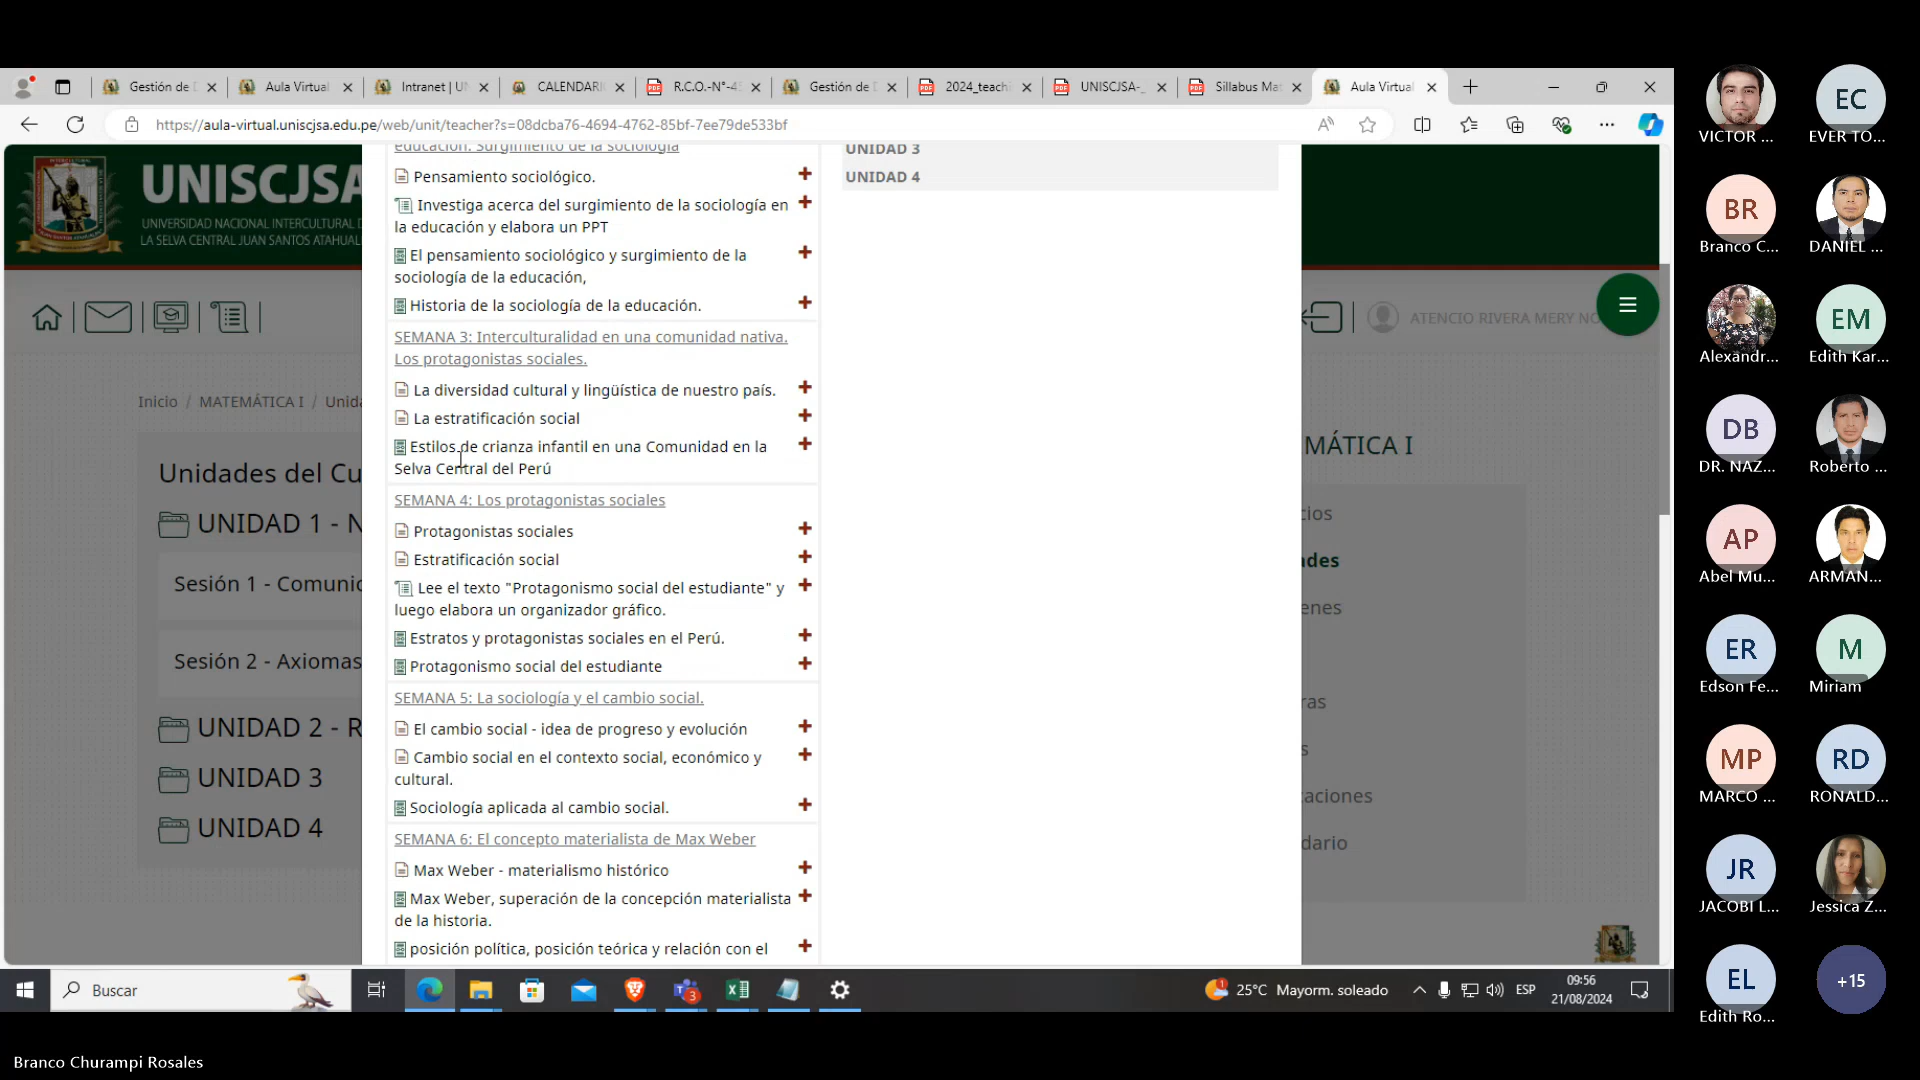 Gestión de D
Aula Virtual
Intranet | UN
CALENDARI
R.C.O.-N°-4
Gestión de D
2024_teach
UNISCJSA-_
Sillabus Mat
Aula Virtual
https://aula-virtual.uniscjsa.edu.pe/web/unit/teacher?s=08dcba76-4694-4762-85bf-7ee79de533bf
UNISCJSA
UNIVERSIDAD NACIONAL INTERCULTURAL D
LA SELVA CENTRAL JUAN SANTOS ATAHUAL
ATENCIO RIVERA MERY NO
Inicio / MATEMÁTICA I / Unida
Unidades del Cu
UNIDAD 1 - N
Sesión 1 - Comunic
Sesión 2 - Axiomas
UNIDAD 2 - R
UNIDAD 3
UNIDAD 4
educación. Surgimiento de la sociología
Pensamiento sociológico.
Investiga acerca del surgimiento de la sociología en
la educación y elabora un PPT
El pensamiento sociológico y surgimiento de la
sociología de la educación,
Historia de la sociología de la educación.
SEMANA 3: Interculturalidad en una comunidad nativa.
Los protagonistas sociales.
La diversidad cultural y lingüística de nuestro país.
La estratificación social
Estilos de crianza infantil en una Comunidad en la
Selva Central del Perú
SEMANA 4: Los protagonistas sociales
Protagonistas sociales
Estratificación social
Lee el texto "Protagonismo social del estudiante" y
luego elabora un organizador gráfico.
Estratos y protagonistas sociales en el Perú.
Protagonismo social del estudiante
SEMANA 5: La sociología y el cambio social.
El cambio social - idea de progreso y evolución
Cambio social en el contexto social, económico y
cultural.
Sociología aplicada al cambio social.
SEMANA 6: El concepto materialista de Max Weber
Max Weber - materialismo histórico
Max Weber, superación de la concepción materialista
de la historia.
posición política, posición teórica y relación con el
UNIDAD 3
UNIDAD 4
MÁTICA I
cios
ades
enes
ras
s
caciones
dario
Buscar
3
1
25°C Mayorm. soleado
ESP
09:56
21/08/2024
VICTOR ...
EC
EVER TO...
BR
Branco C...
DANIEL ...
Alexandr...
EM
Edith Kar...
DB
DR. NAZ...
Roberto ...
AP
Abel Mu...
ARMAN...
ER
Edson Fe...
M
Miriam
MP
MARCO ...
RD
RONALD...
JR
JACOBI L...
Jessica Z...
EL
Edith Ro...
+15
Branco Churampi Rosales